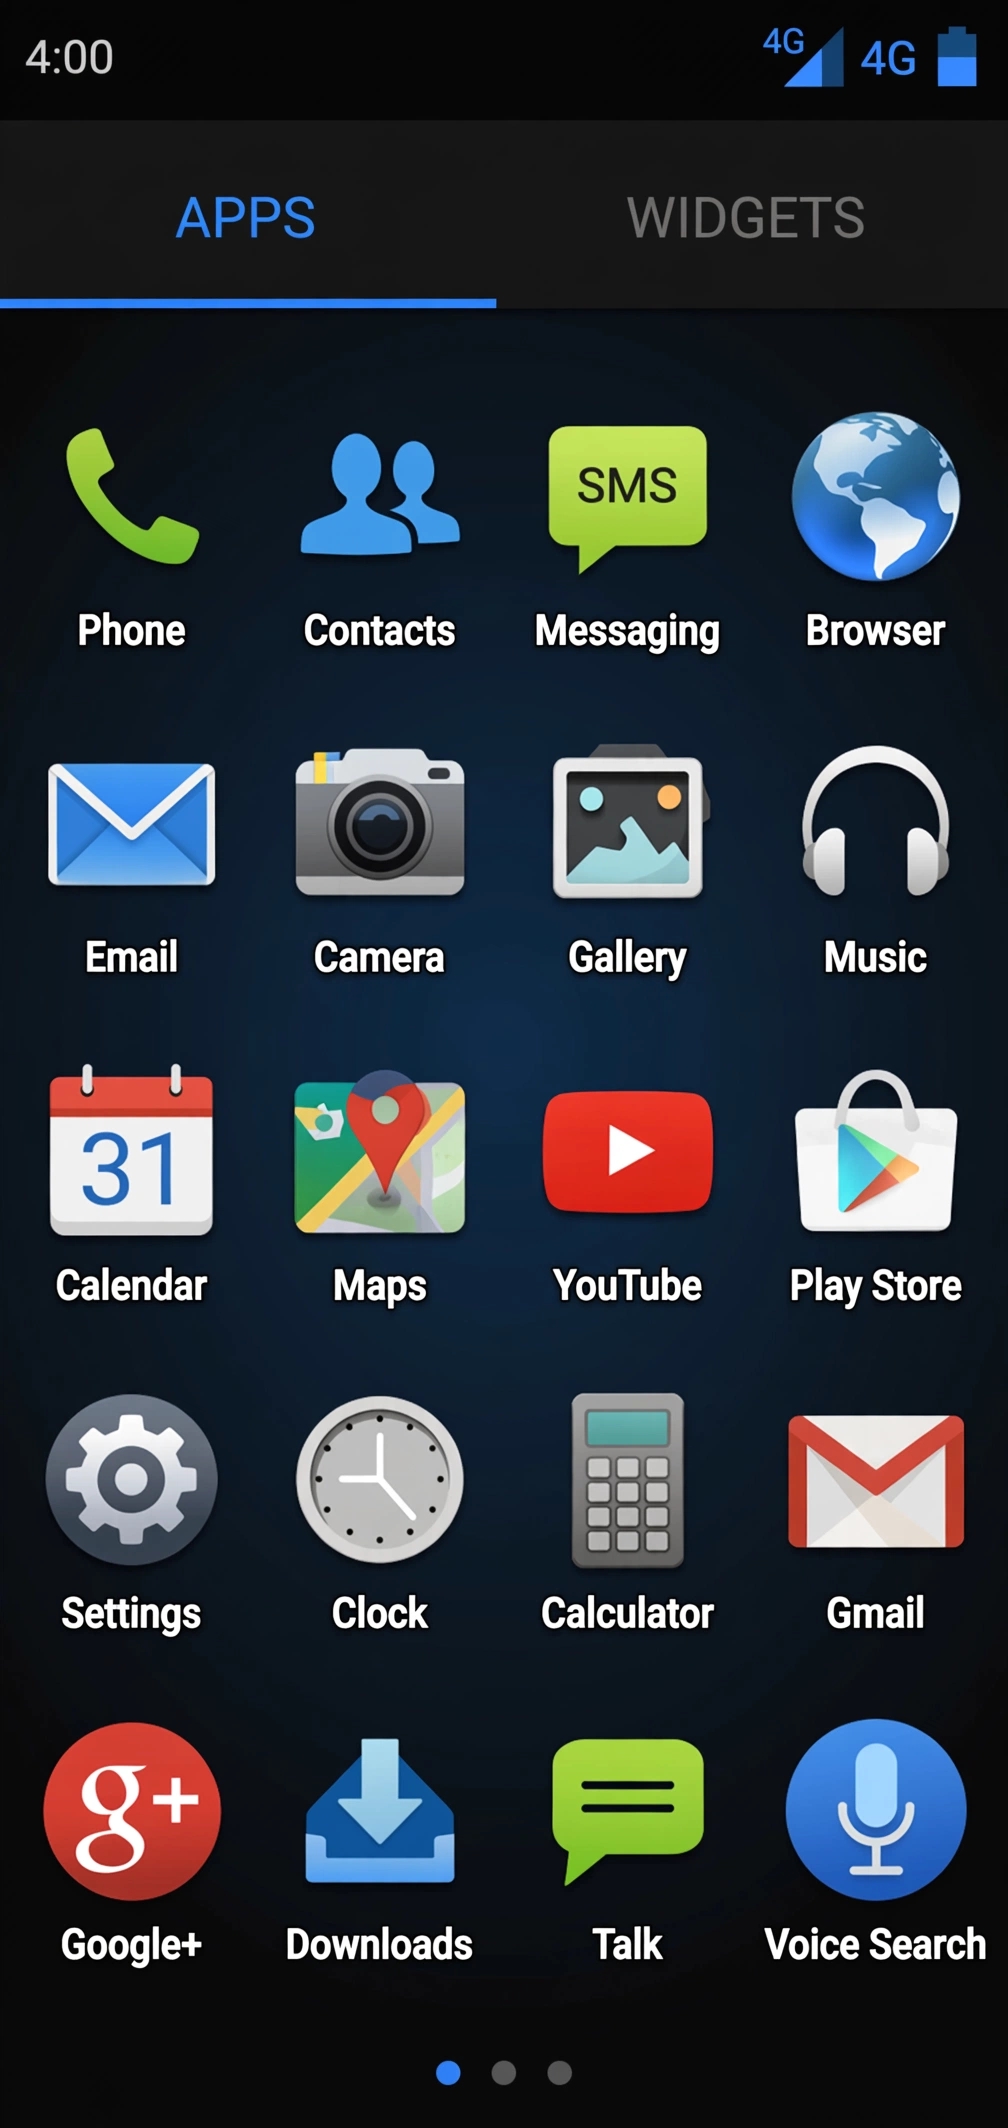 4:00 4G 4G
APPS WIDGETS
SMS
Phone Contacts Messaging Browser
Email Camera Gallery Music
31
Calendar Maps YouTube Play Store
Settings Clock Calculator Gmail
g+
Google+ Downloads Talk Voice Search